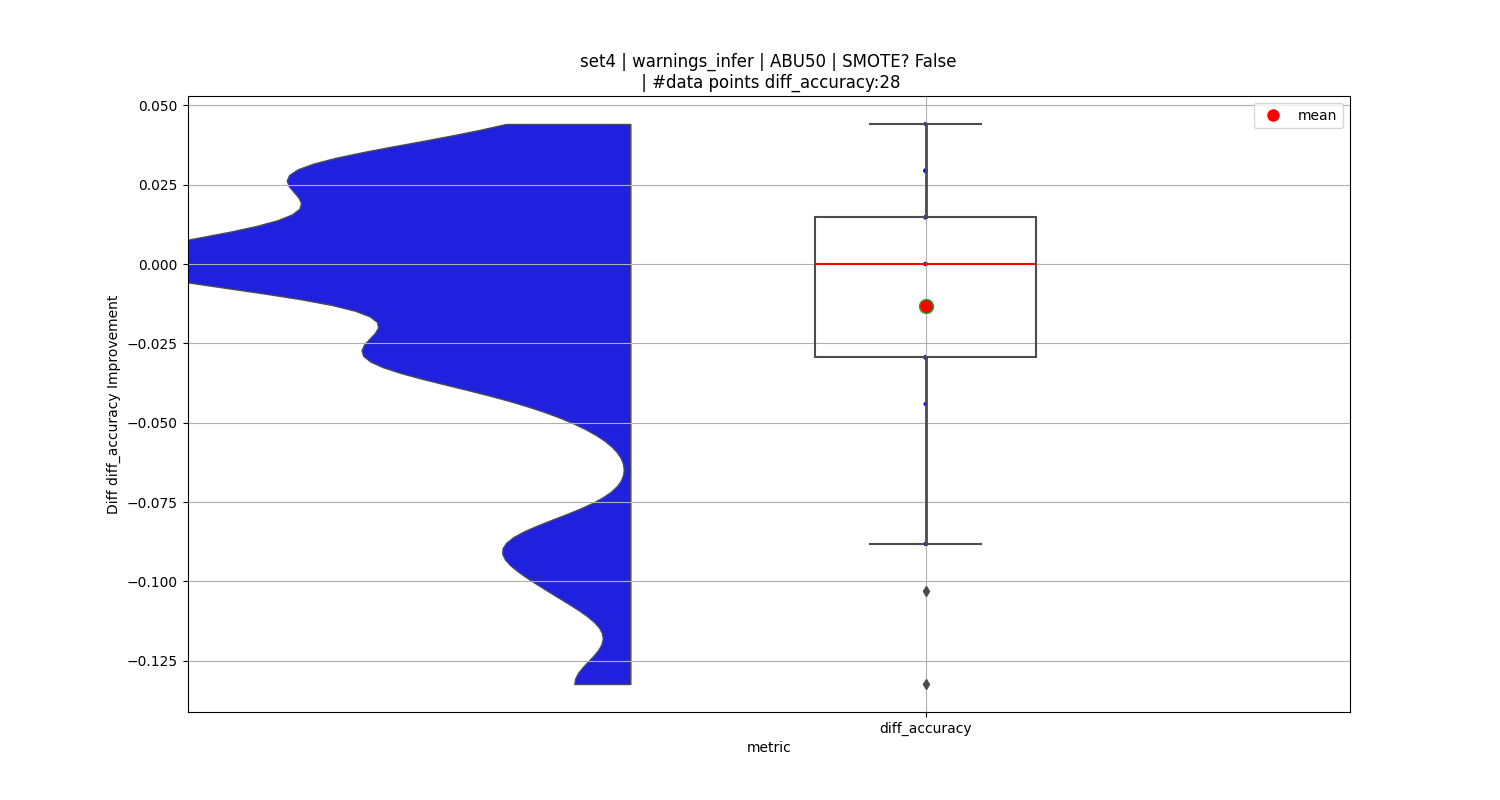 set4 | warnings_infer | ABU50 | SMOTE? False
| #data points diff_accuracy:28
mean
0.050
0.025
0.000
−0.025
−0.050
−0.075
−0.100
−0.125
Diff diff_accuracy Improvement
diff_accuracy
metric